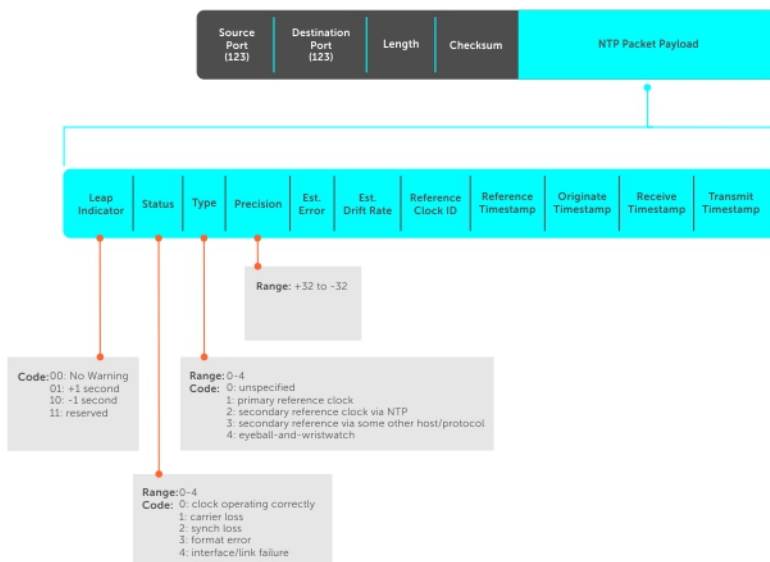 Source Port (123)
Destination Port (123)
Length
Checksum
NTP Packet Payload
Leap Indicator
Status
Type
Precision
Est. Error
Est. Drift Rate
Reference Clock ID
Reference Timestamp
Originate Timestamp
Receive Timestamp
Transmit Timestamp
Range: +32 to -32
Code: 00: No Warning
01: +1 second
10: -1 second
11: reserved
Range: 0-4
Code: 0: unspecified
1: primary reference clock
2: secondary reference clock via NTP
3: secondary reference via some other host/protocol
4: eyeball-and-wristwatch
Range: 0-4
Code: 0: clock operating correctly
1: carrier loss
2: synch loss
3: format error
4: interface/link failure